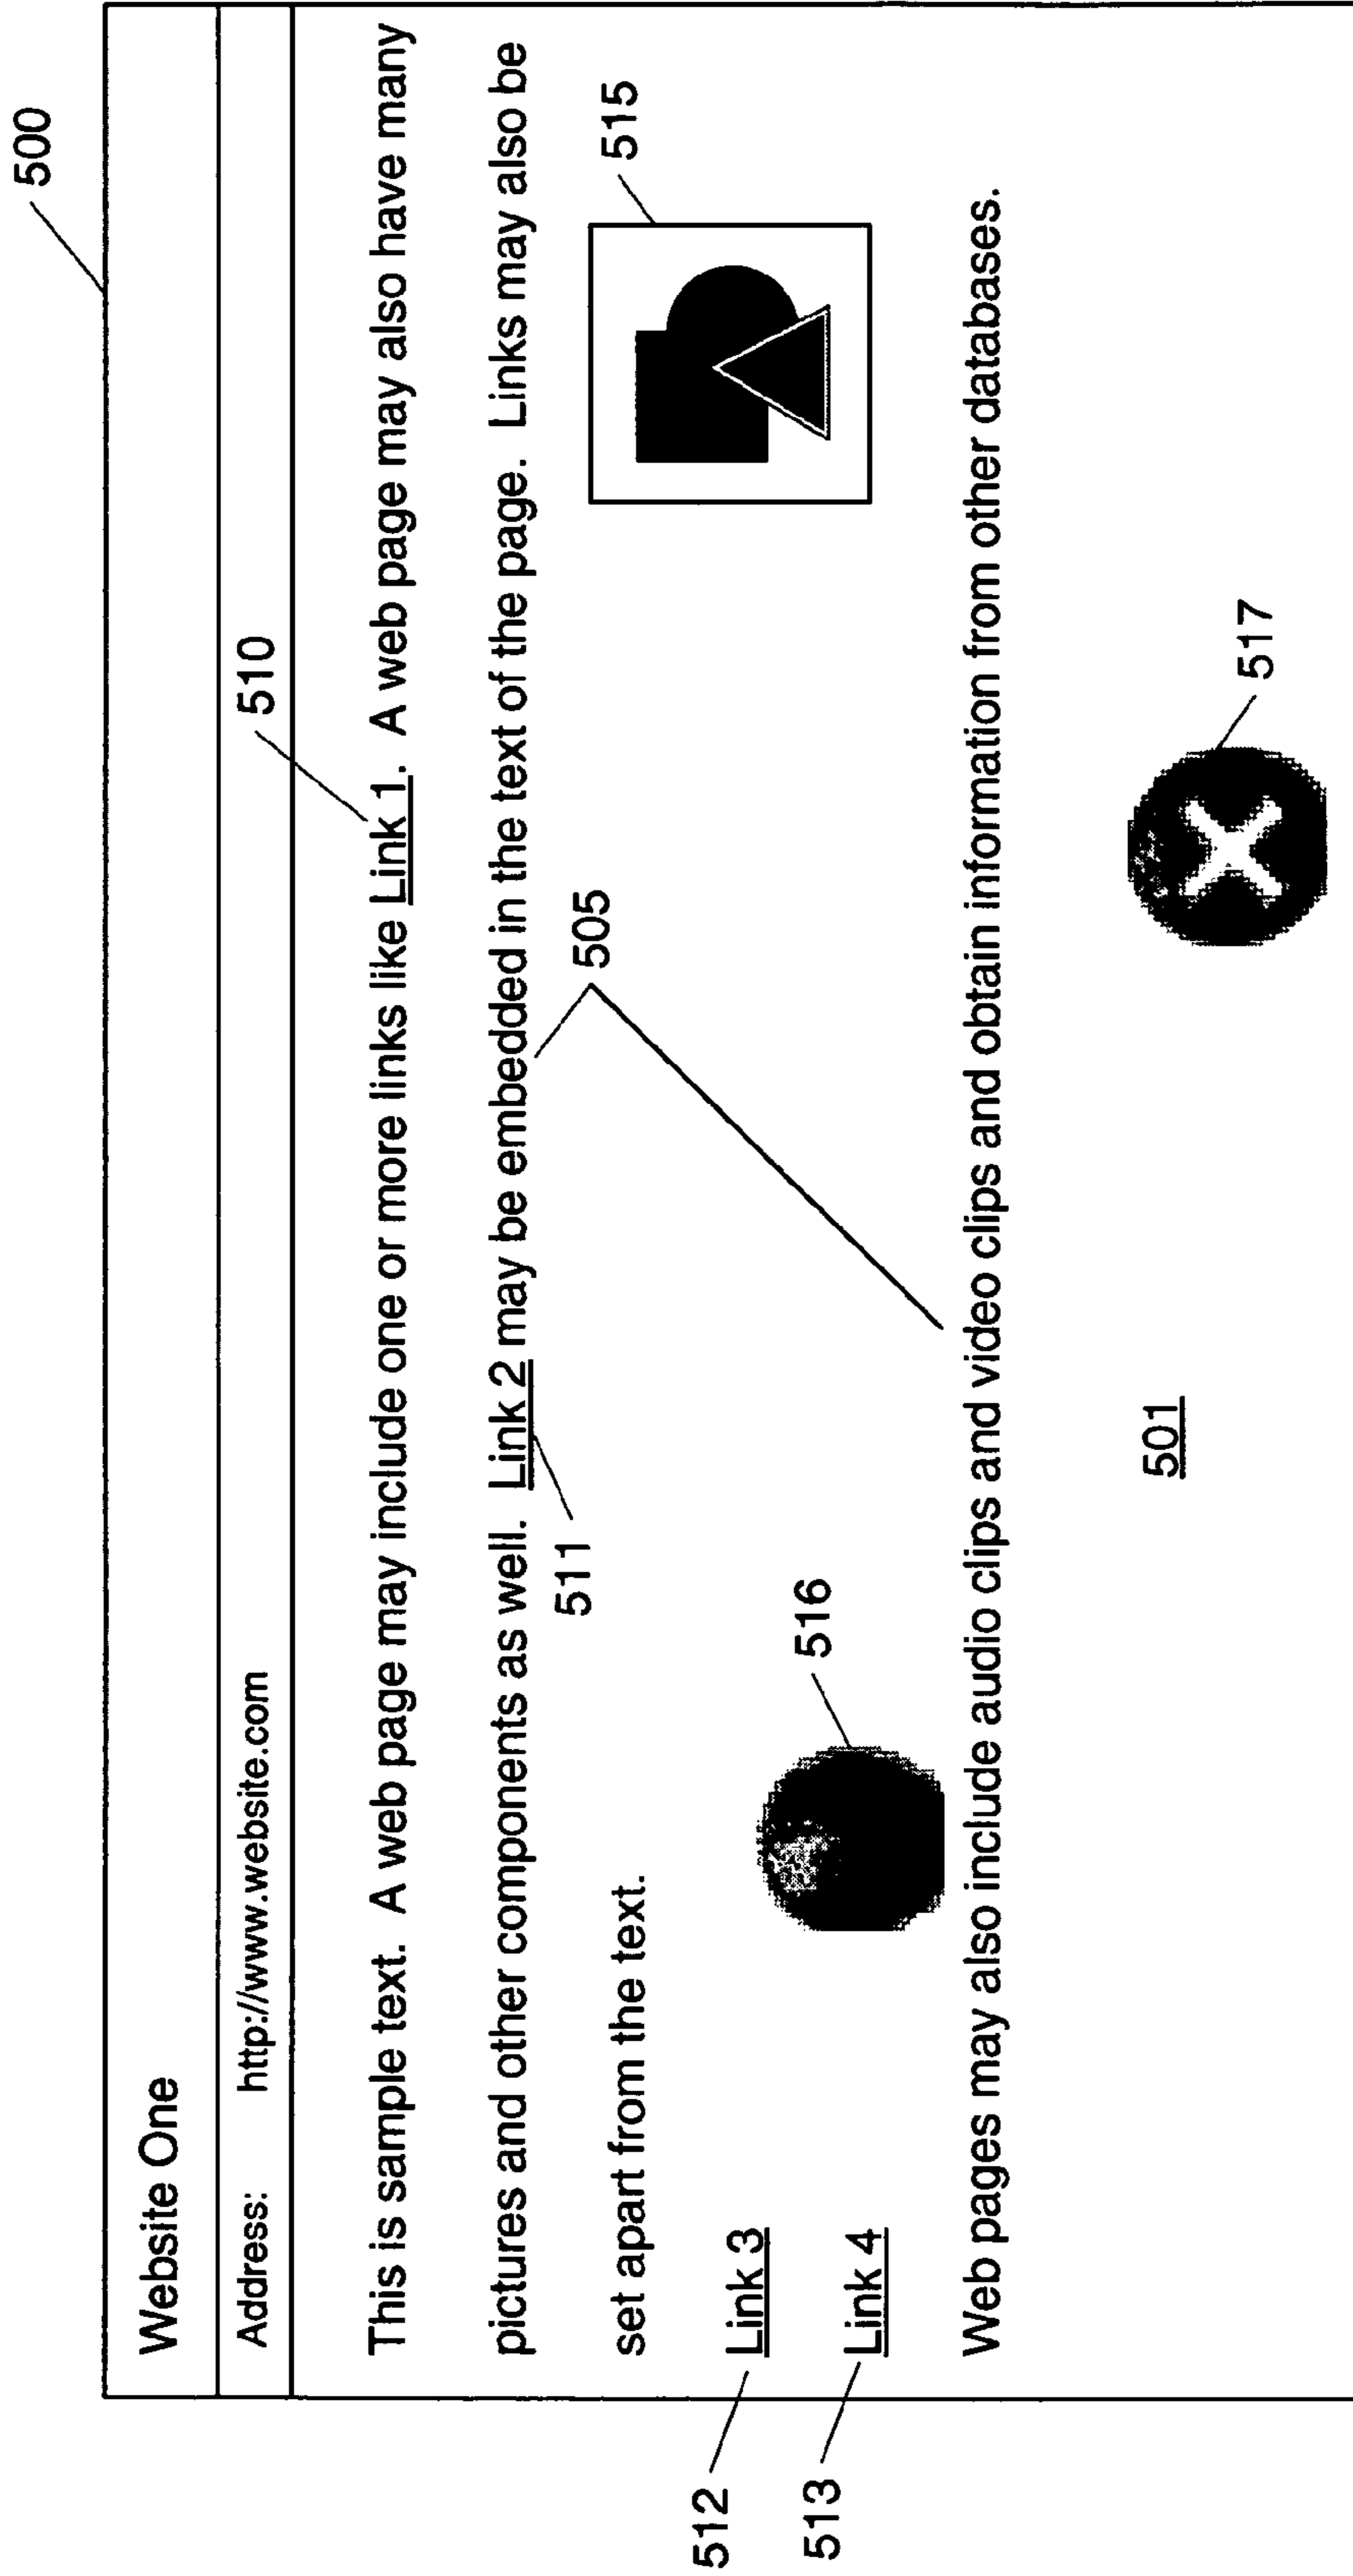 500
Website One
Address: http://www.website.com
510
This is sample text. A web page may include one or more links like Link 1. A web page may also have many
pictures and other components as well. Link 2 may be embedded in the text of the page. Links may also be
511
505
515
set apart from the text.
512
Link 3
516
513
Link 4
Web pages may also include audio clips and video clips and obtain information from other databases.
501
517